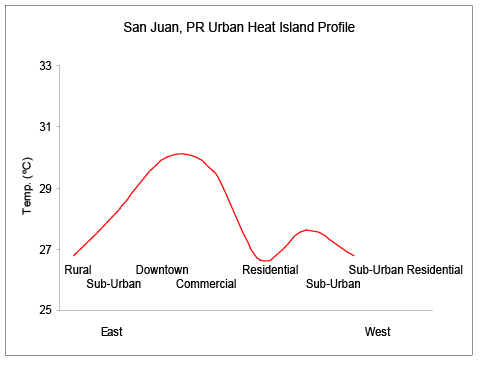 San Juan, PR Urban Heat Island Profile
33
31
29
27
25
Temp. (ºC)
Rural Downtown Residential Sub-Urban Residential
Sub-Urban Commercial Sub-Urban
East West